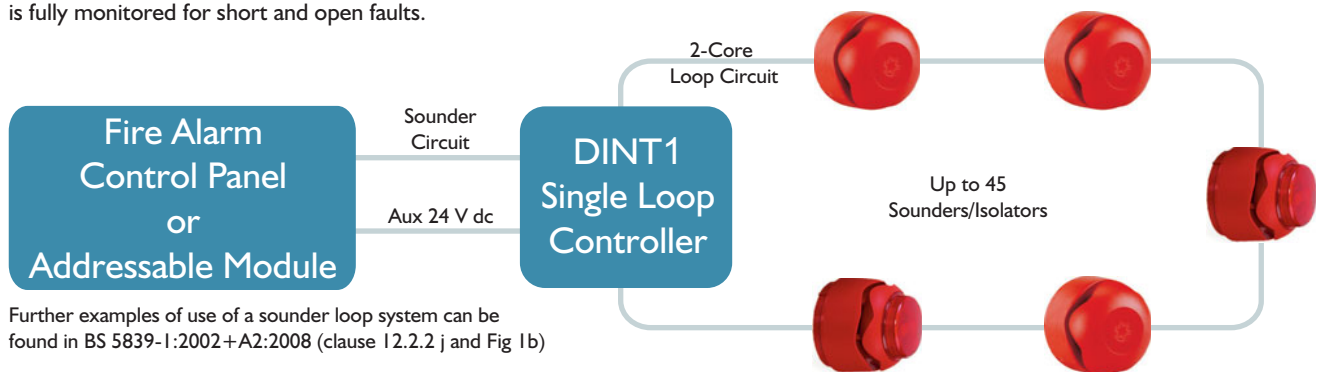 is fully monitored for short and open faults.
2-Core
Loop Circuit
Fire Alarm
Control Panel
or
Addressable Module
Sounder
Circuit
Aux 24 V dc
DINT1
Single Loop
Controller
Up to 45
Sounders/Isolators
Further examples of use of a sounder loop system can be
found in BS 5839-1:2002+A2:2008 (clause 12.2.2 j and Fig 1b)